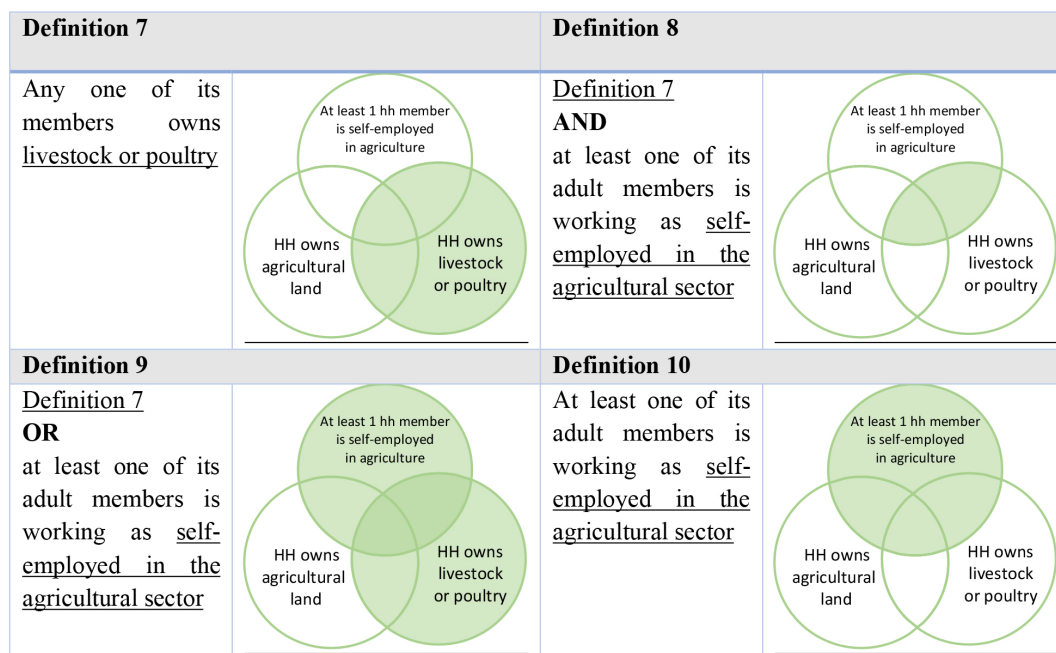 Definition 7
Definition 8
Any one of its
members owns
livestock or poultry
At least 1 hh member
is self-employed
in agriculture
HH owns
agricultural
land
HH owns
livestock
or poultry
Definition 7
AND
at least one of its
adult members is
working as self-
employed in the
agricultural sector
At least 1 hh member
is self-employed
in agriculture
HH owns
agricultural
land
HH owns
livestock
or poultry
Definition 9
Definition 10
Definition 7
OR
at least one of its
adult members is
working as self-
employed in the
agricultural sector
At least 1 hh member
is self-employed
in agriculture
HH owns
agricultural
land
HH owns
livestock
or poultry
At least one of its
adult members is
working as self-
employed in the
agricultural sector
At least 1 hh member
is self-employed
in agriculture
HH owns
agricultural
land
HH owns
livestock
or poultry